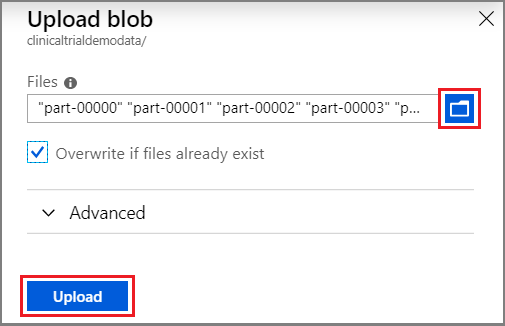 Upload blob
clinicaltrialdemodata/
Files
"part-00000" "part-00001" "part-00002" "part-00003" "p...
Overwrite if files already exist
Advanced
Upload